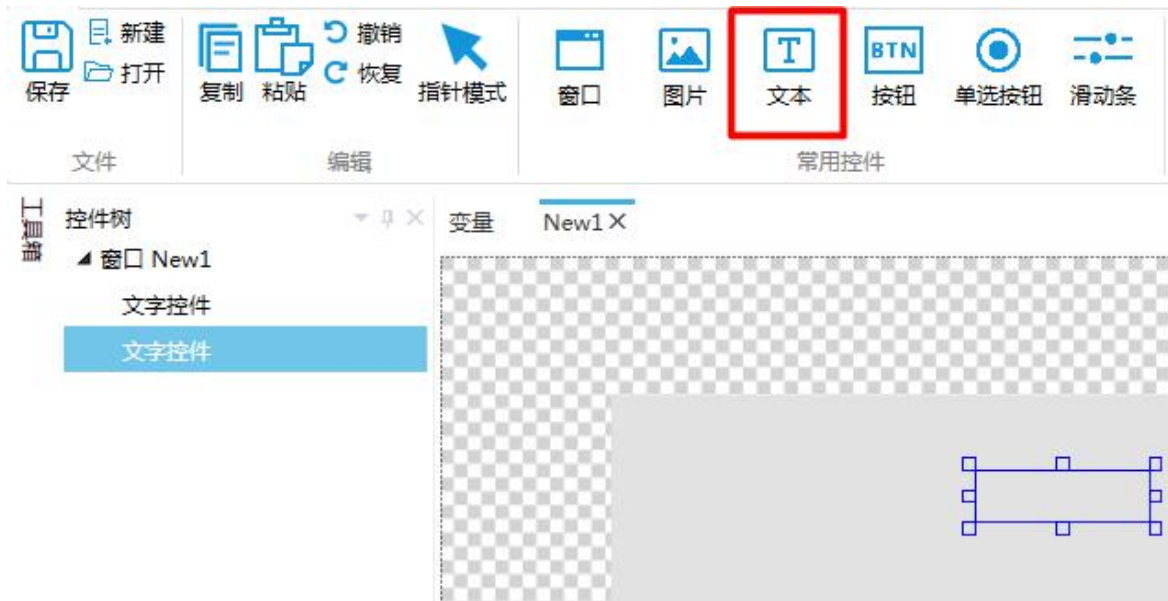 新建
打开
保存
撤销
恢复
复制
粘贴
指针模式
窗口
图片
T
文本
BTN
按钮
单选按钮
滑动条
文件
编辑
常用控件
工具箱
控件树
变量
New1
窗口 New1
文字控件
文字控件